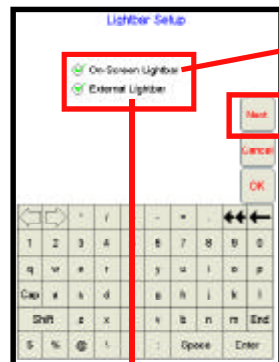 Lightbar Setup
On-Screen Lightbar
External Lightbar
Next
Cancel
OK
1 2 3 4 6 7 8 9 0
q w e r y u i o p
Cap a s d g h j k l
Shift z x v b n m End
$ % @ \ : Space Enter